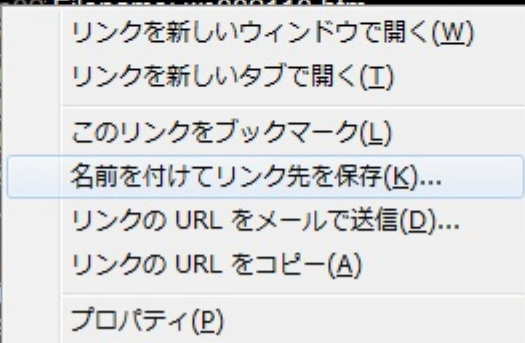 リンクを新しいウィンドウで開く(W)
リンクを新しいタブで開く(T)
このリンクをブックマーク(L)
名前を付けてリンク先を保存(K)...
リンクの URL をメールで送信(D)...
リンクの URL をコピー(A)
プロパティ(P)